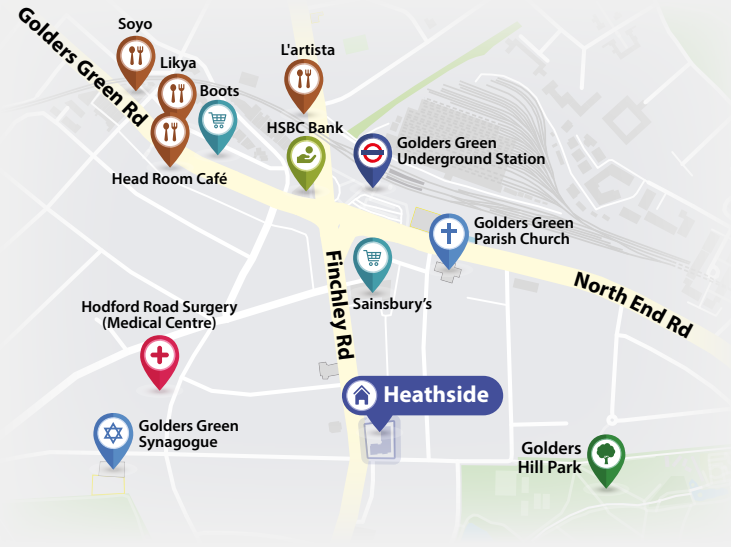 Soyo
Golders Green Rd
Likya
L'artista
Boots
HSBC Bank
Golders Green
Underground Station
Head Room Café
Golders Green
Parish Church
Finchley Rd
North End Rd
Sainsbury’s
Hodford Road Surgery
(Medical Centre)
Heathside
Golders Green
Synagogue
Golders
Hill Park